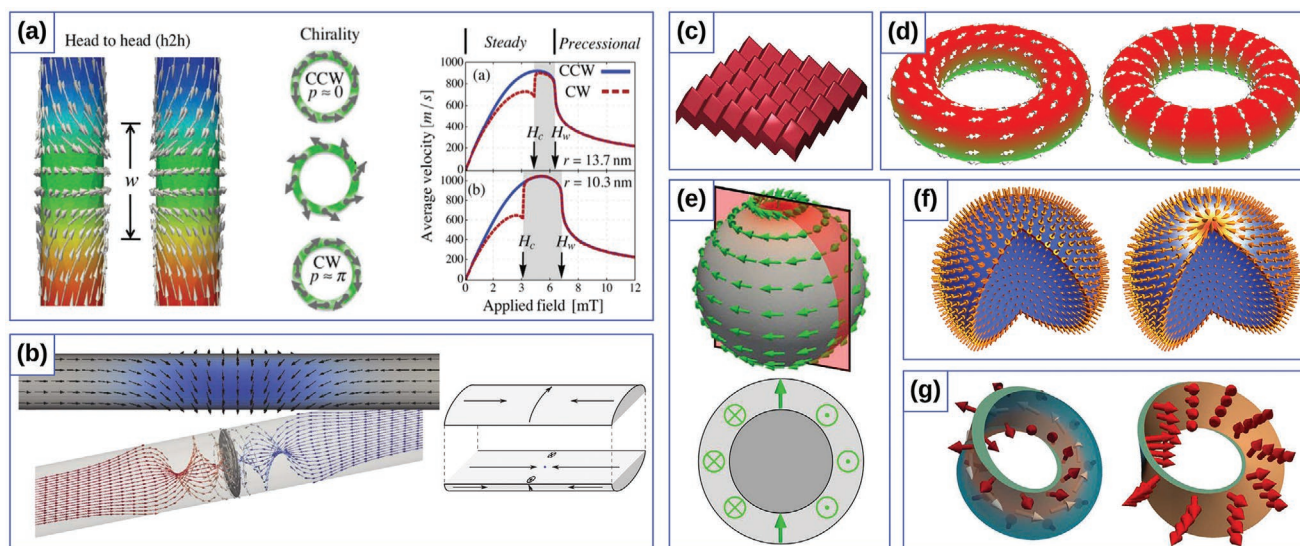 (a)
Head to head (h2h)
w
Chirality
CCW
p ≈ 0
CW
p ≈ π
Steady
Precessional
(a)
CCW
CW
H_c
H_w
r = 13.7 nm
1000
800
600
400
200
0
(b)
r = 10.3 nm
H_c
H_w
1000
800
600
400
200
0
Average velocity [m/s]
0 2 4 6 8 10 12
Applied field [mT]
(b)
(c)
(d)
(e)
(f)
(g)